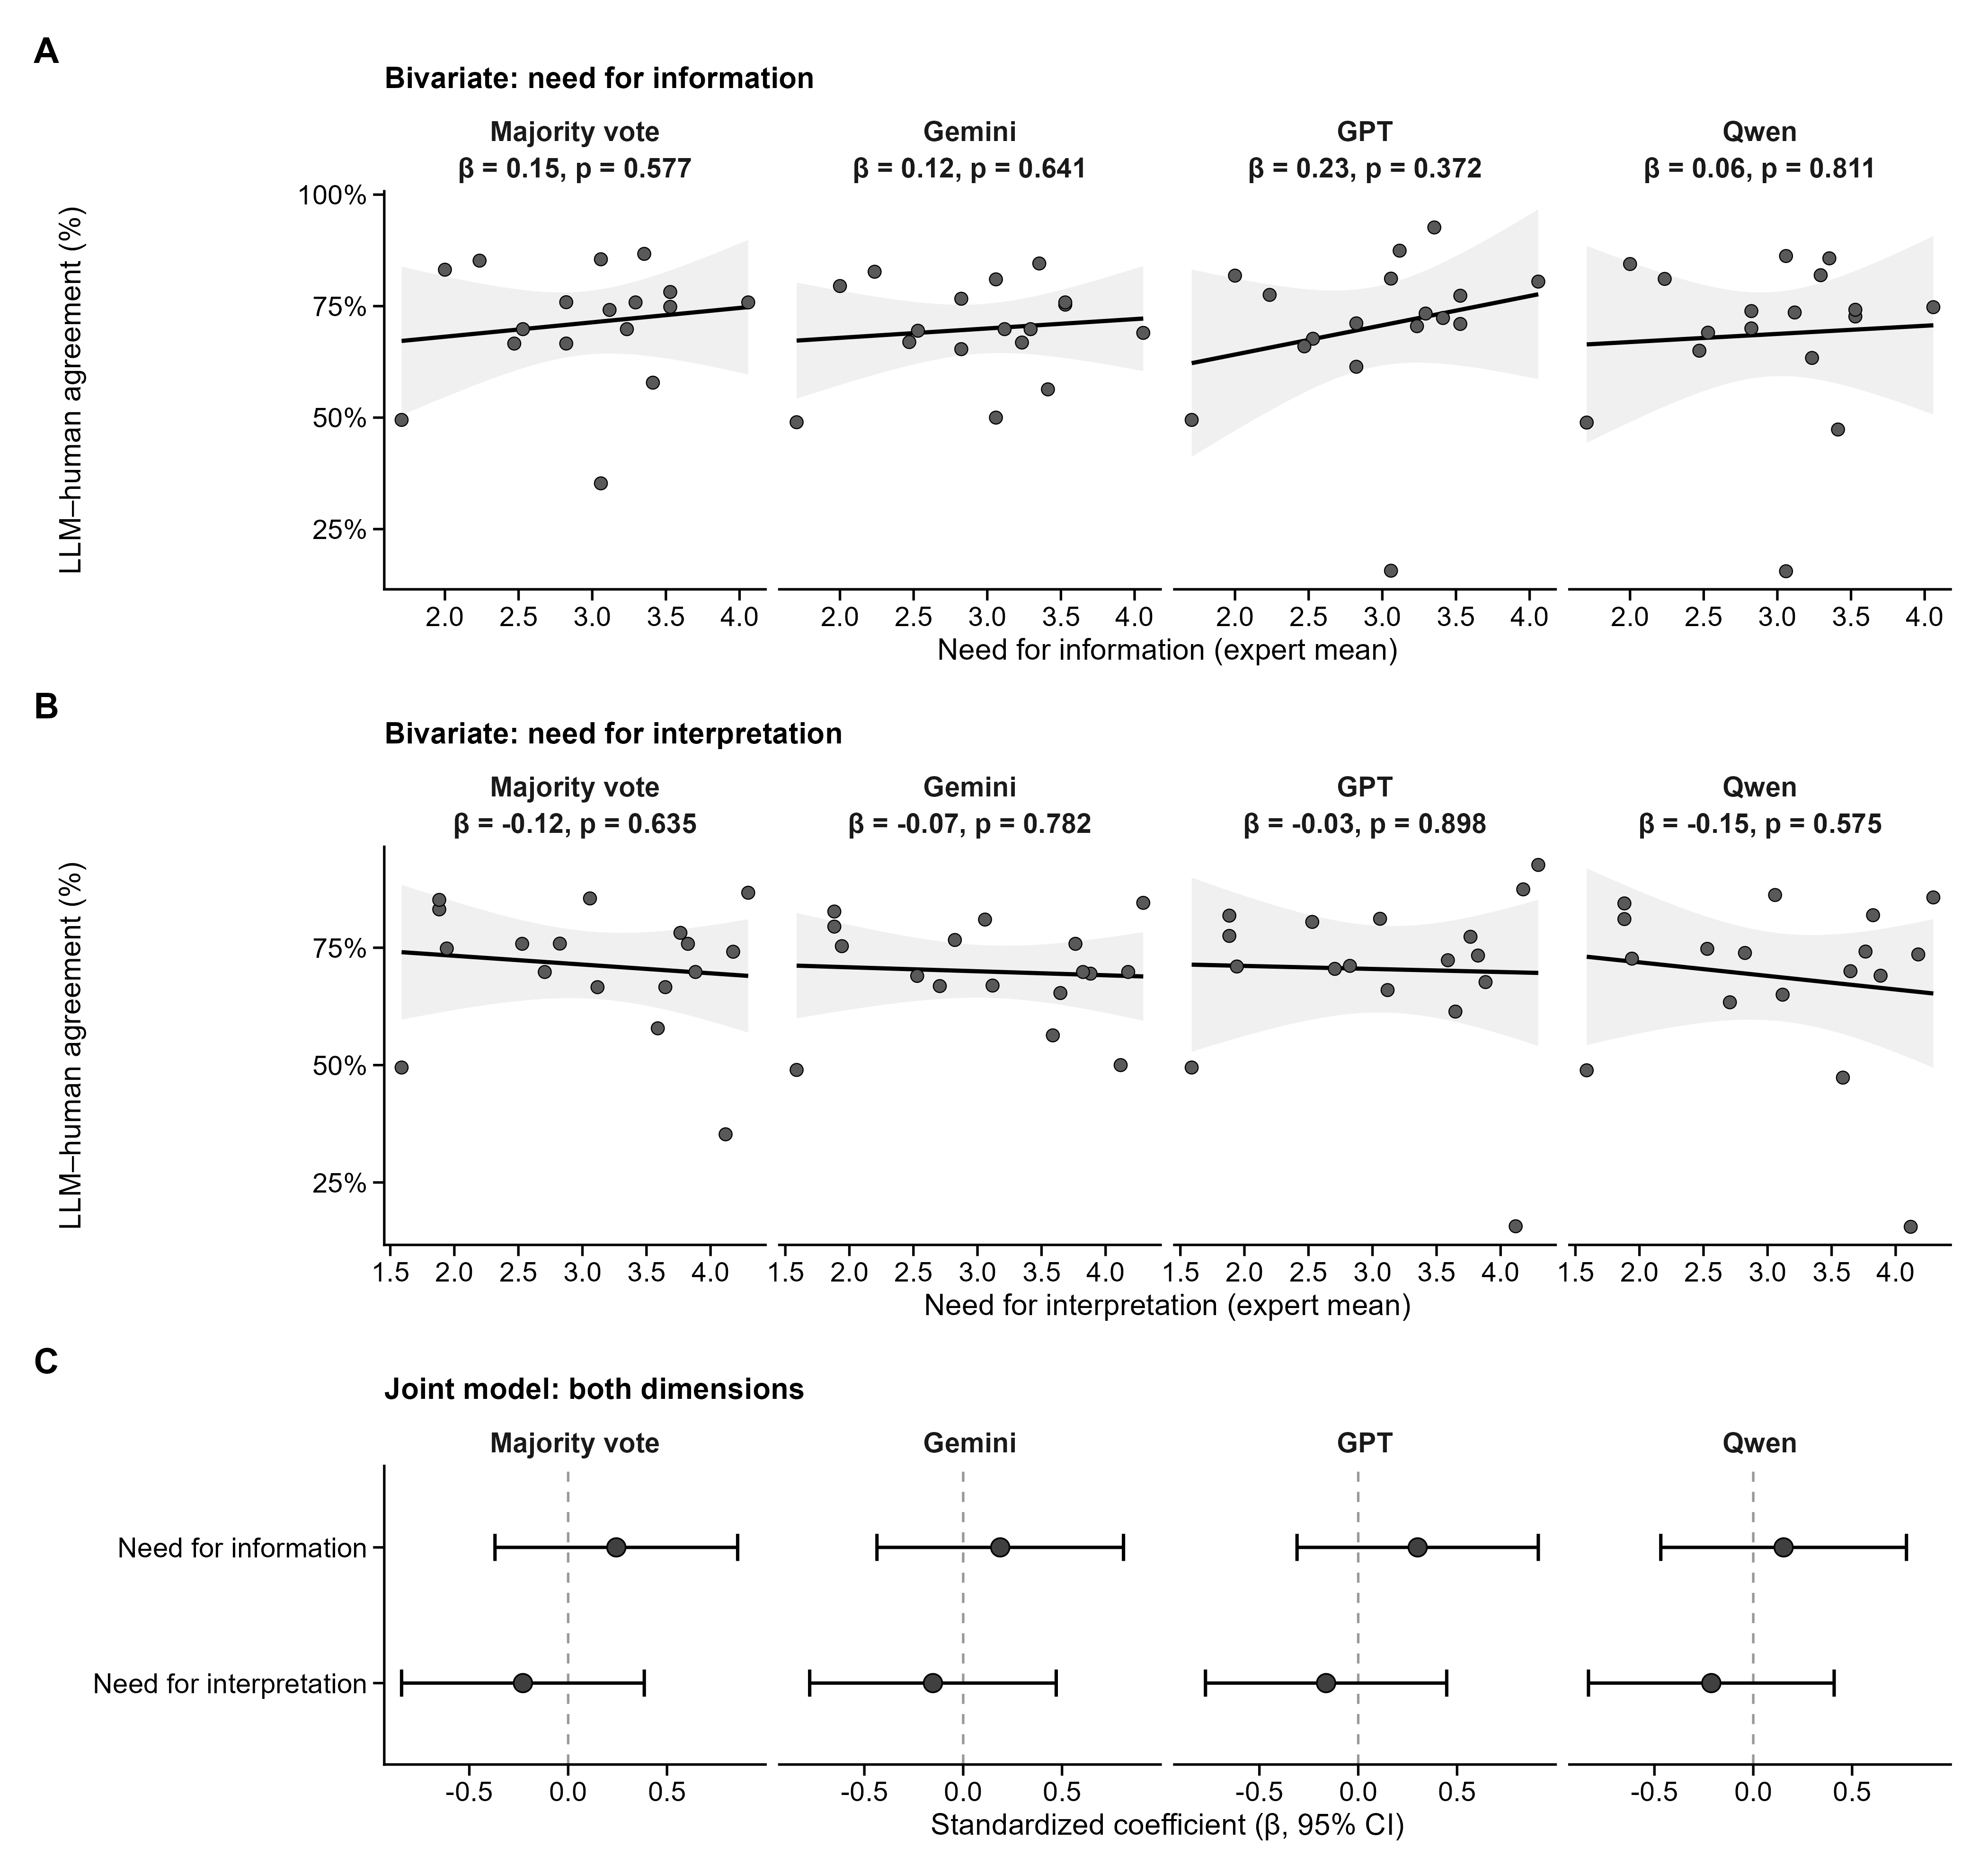 A
Bivariate: need for information
Majority vote
β = 0.15, p = 0.577
Gemini
β = 0.12, p = 0.641
GPT
β = 0.23, p = 0.372
Qwen
β = 0.06, p = 0.811
LLM–human agreement (%)
100%
75%
50%
25%
2.0 2.5 3.0 3.5 4.0
2.0 2.5 3.0 3.5 4.0
2.0 2.5 3.0 3.5 4.0
2.0 2.5 3.0 3.5 4.0
Need for information (expert mean)
B
Bivariate: need for interpretation
Majority vote
β = -0.12, p = 0.635
Gemini
β = -0.07, p = 0.782
GPT
β = -0.03, p = 0.898
Qwen
β = -0.15, p = 0.575
LLM–human agreement (%)
75%
50%
25%
1.5 2.0 2.5 3.0 3.5 4.0
1.5 2.0 2.5 3.0 3.5 4.0
1.5 2.0 2.5 3.0 3.5 4.0
1.5 2.0 2.5 3.0 3.5 4.0
Need for interpretation (expert mean)
C
Joint model: both dimensions
Majority vote
Gemini
GPT
Qwen
Need for information
Need for interpretation
-0.5 0.0 0.5
-0.5 0.0 0.5
-0.5 0.0 0.5
-0.5 0.0 0.5
Standardized coefficient (β, 95% CI)